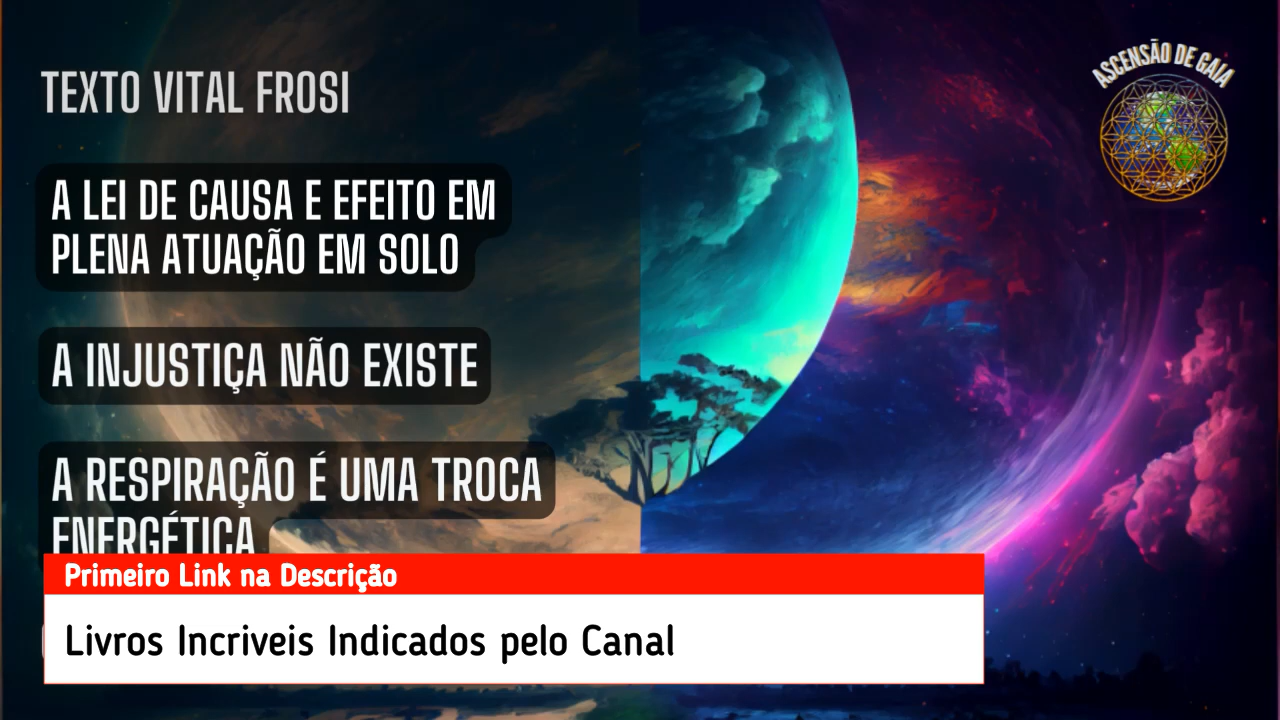 TEXTO VITAL FROSI
ASCENSÃO DE GAIA
A LEI DE CAUSA E EFEITO EM
PLENA ATUAÇÃO EM SOLO
A INJUSTIÇA NÃO EXISTE
A RESPIRAÇÃO É UMA TROCA
ENERGÉTICA
Primeiro Link na Descrição
Livros Incriveis Indicados pelo Canal